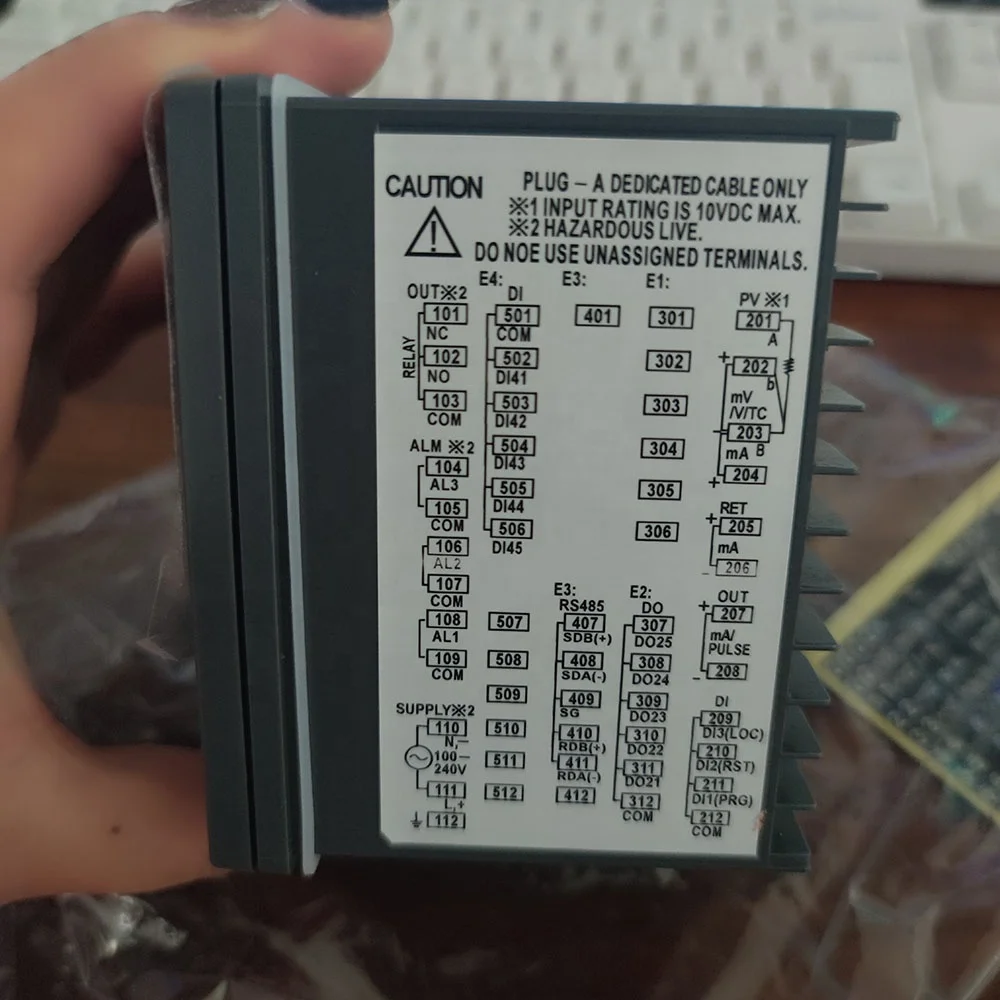 CAUTION
PLUG – A DEDICATED CABLE ONLY
※1 INPUT RATING IS 10VDC MAX.
※2 HAZARDOUS LIVE.
DO NOE USE UNASSIGNED TERMINALS.
OUT※2
RELAY
101
NC
102
NO
103
COM
ALM ※2
104
AL3
105
COM
106
AL2
107
COM
108
AL1
109
COM
SUPPLY※2
110
N,–
100–
240V
111
L,+
112
E4:
DI
501
COM
502
DI41
503
DI42
504
DI43
505
DI44
506
DI45
507
508
509
510
511
512
E3:
401
E3:
RS485
407
SDB(+)
408
SDA(-)
409
SG
410
RDB(+)
411
RDA(-)
412
E1:
301
302
303
304
305
306
E2:
DO
307
DO25
308
DO24
309
DO23
310
DO22
311
DO21
312
COM
PV ※1
201
A
+
202
b
mV
/V/TC
–
203
B
mA
+
204
RET
+
205
mA
–
206
OUT
+
207
mA/
PULSE
–
208
DI
209
DI3(LOC)
210
DI2(RST)
211
DI1(PRG)
212
COM